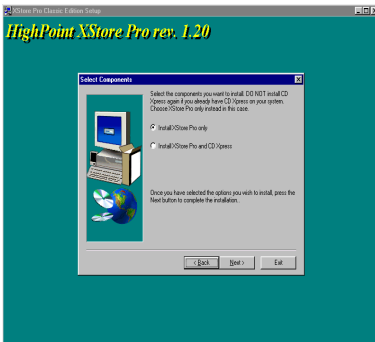 XStore Pro Classic Edition Setup
HighPoint XStore Pro rev. 1.20
Select Components
Select the components you want to install. DO NOT install CD
Xpress again if you already have CD Xpress on your system.
Choose XStore Pro only instead in this case.
Install XStore Pro only
Install XStore Pro and CD Xpress
Once you have selected the options you wish to install, press the
Next button to complete the installation..
< Back
Next >
Exit